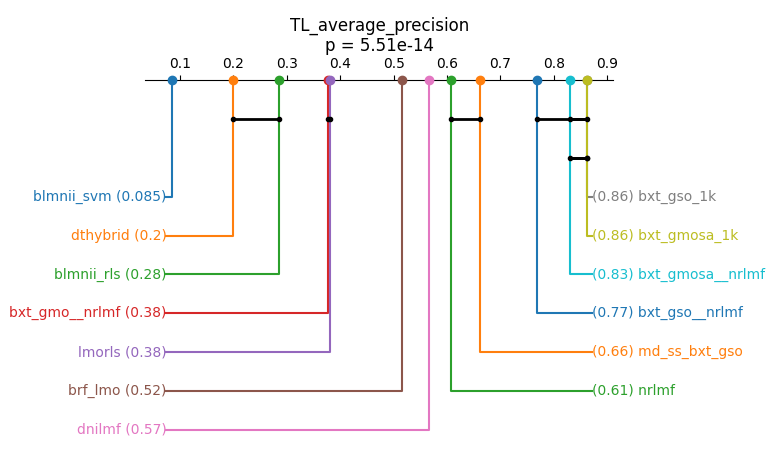 TL_average_precision
p = 5.51e-14
0.1 0.2 0.3 0.4 0.5 0.6 0.7 0.8 0.9
blmnii_svm (0.085)
(0.86) bxt_gso_1k
dthybrid (0.2)
(0.86) bxt_gmosa_1k
blmnii_rls (0.28)
(0.83) bxt_gmosa__nrlmf
bxt_gmo__nrlmf (0.38)
(0.77) bxt_gso__nrlmf
lmorls (0.38)
(0.66) md_ss_bxt_gso
brf_lmo (0.52)
(0.61) nrlmf
dnilmf (0.57)